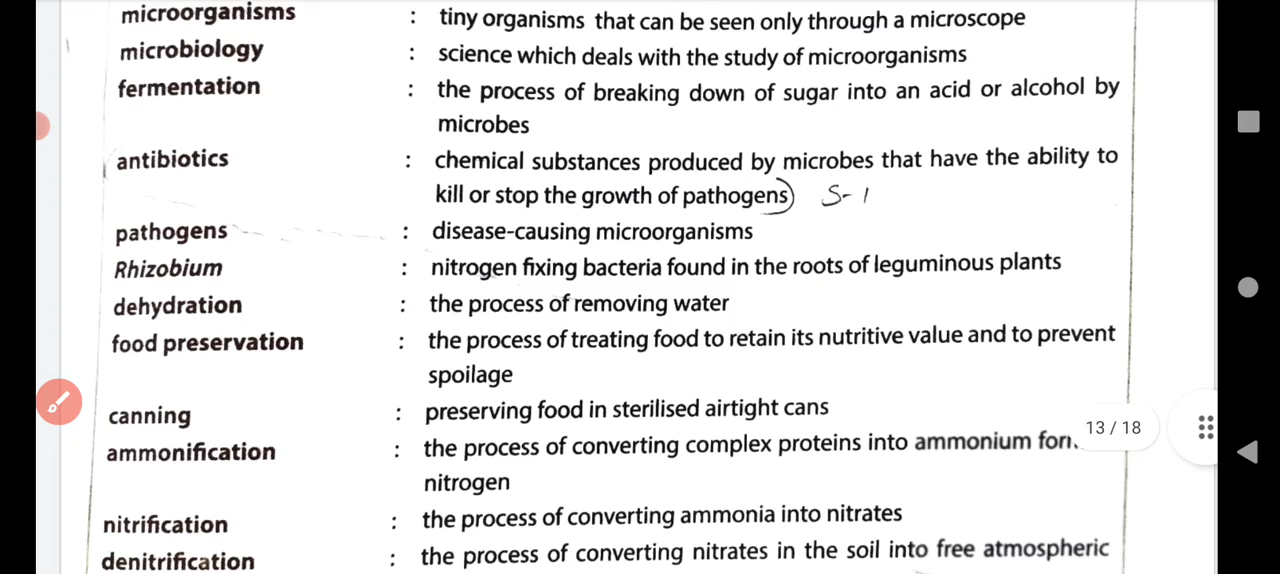 microorganisms : tiny organisms that can be seen only through a microscope
microbiology : science which deals with the study of microorganisms
fermentation : the process of breaking down of sugar into an acid or alcohol by
microbes
antibiotics : chemical substances produced by microbes that have the ability to
kill or stop the growth of pathogens) S-1
pathogens : disease-causing microorganisms
Rhizobium : nitrogen fixing bacteria found in the roots of leguminous plants
dehydration : the process of removing water
food preservation : the process of treating food to retain its nutritive value and to prevent
spoilage
canning : preserving food in sterilised airtight cans
13 / 18
ammonification : the process of converting complex proteins into ammonium
nitrogen
nitrification : the process of converting ammonia into nitrates
denitrification : the process of converting nitrates in the soil into free atmospheric